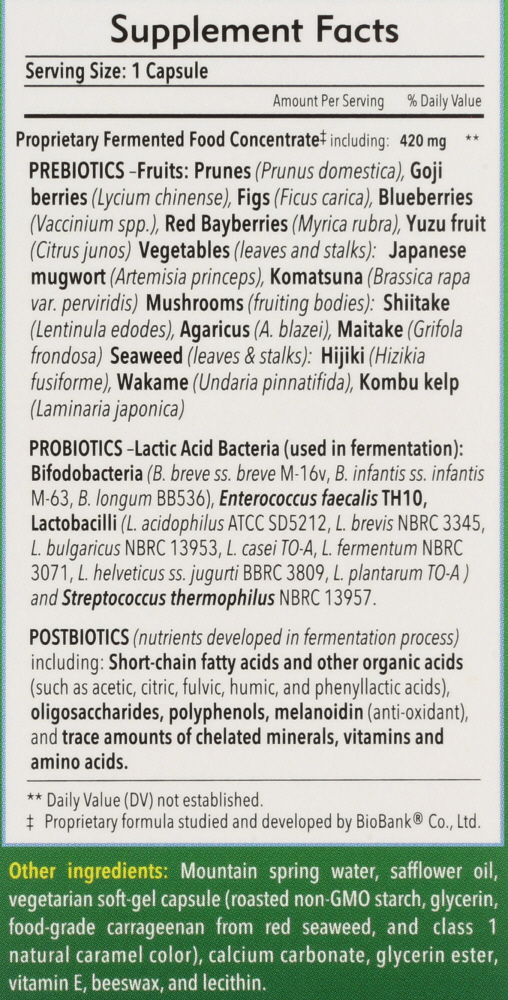 Supplement Facts
Serving Size: 1 Capsule
Amount Per Serving % Daily Value
Proprietary Fermented Food Concentrate‡ including: 420 mg **
PREBIOTICS –Fruits: Prunes (Prunus domestica), Goji
berries (Lycium chinense), Figs (Ficus carica), Blueberries
(Vaccinium spp.), Red Bayberries (Myrica rubra), Yuzu fruit
(Citrus junos) Vegetables (leaves and stalks): Japanese
mugwort (Artemisia princeps), Komatsuna (Brassica rapa
var. perviridis) Mushrooms (fruiting bodies): Shiitake
(Lentinula edodes), Agaricus (A. blazei), Maitake (Grifola
frondosa) Seaweed (leaves & stalks): Hijiki (Hizikia
fusiforme), Wakame (Undaria pinnatifida), Kombu kelp
(Laminaria japonica)
PROBIOTICS –Lactic Acid Bacteria (used in fermentation):
Bifodobacteria (B. breve ss. breve M-16v, B. infantis ss. infantis
M-63, B. longum BB536), Enterococcus faecalis TH10,
Lactobacilli (L. acidophilus ATCC SD5212, L. brevis NBRC 3345,
L. bulgaricus NBRC 13953, L. casei TO-A, L. fermentum NBRC
3071, L. helveticus ss. jugurti BBRC 3809, L. plantarum TO-A )
and Streptococcus thermophilus NBRC 13957.
POSTBIOTICS (nutrients developed in fermentation process)
including: Short-chain fatty acids and other organic acids
(such as acetic, citric, fulvic, humic, and phenyllactic acids),
oligosaccharides, polyphenols, melanoidin (anti-oxidant),
and trace amounts of chelated minerals, vitamins and
amino acids.
** Daily Value (DV) not established.
‡ Proprietary formula studied and developed by BioBank® Co., Ltd.
Other ingredients: Mountain spring water, safflower oil,
vegetarian soft-gel capsule (roasted non-GMO starch, glycerin,
food-grade carrageenan from red seaweed, and class 1
natural caramel color), calcium carbonate, glycerin ester,
vitamin E, beeswax, and lecithin.